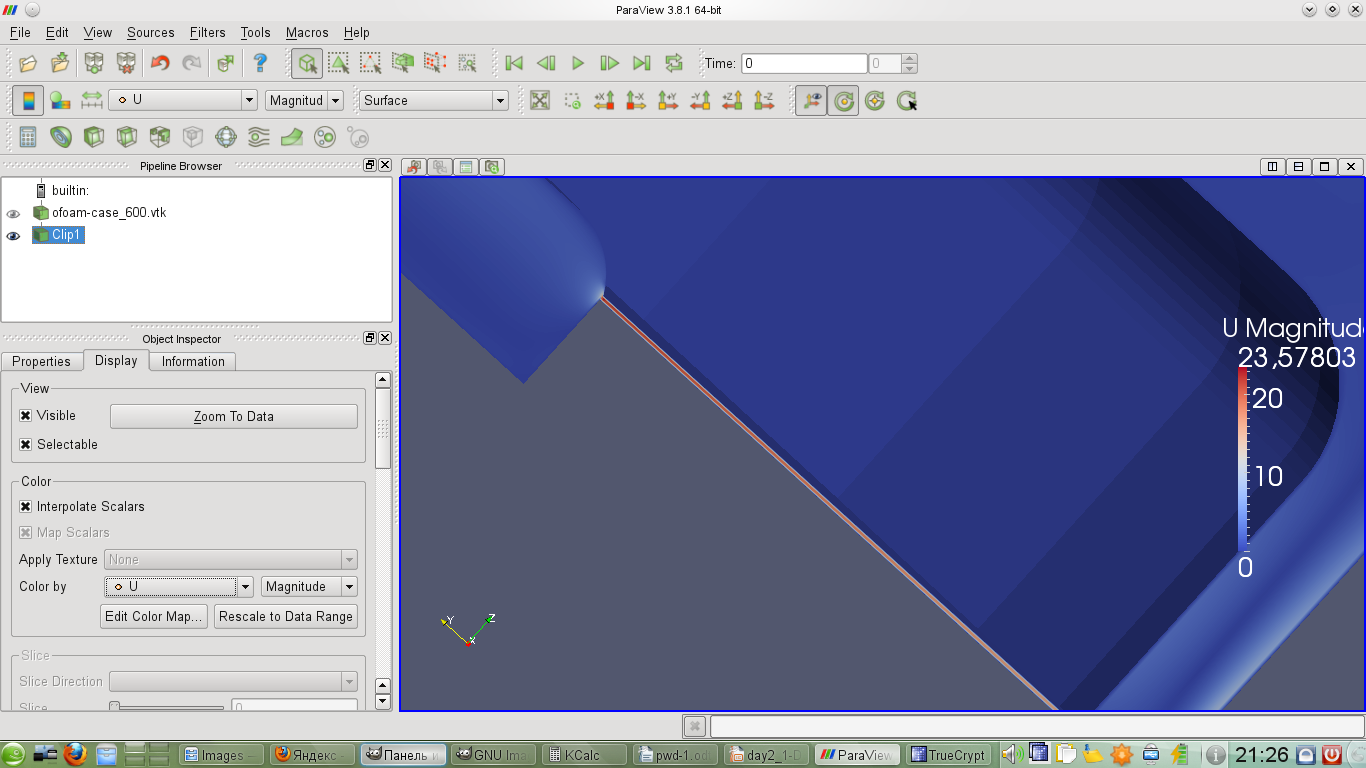 ParaView 3.8.1 64-bit
File Edit View Sources Filters Tools Macros Help
Time: 0 0
U Magnitud Surface
+X -X +Y -Y +Z -Z
Pipeline Browser
builtin:
ofoam-case_600.vtk
Clip1
Object Inspector
Properties Display Information
View
Visible Zoom To Data
Selectable
Color
Interpolate Scalars
Map Scalars
Apply Texture None
Color by U Magnitude
Edit Color Map... Rescale to Data Range
Slice
Slice Direction
Slice 0
U Magnitude
23,57803
20
10
0
Y Z
X
Images – Яндекс Панель и GNU Ima KCalc pwd-1.od day2_1-D ParaView TrueCrypt 21:26